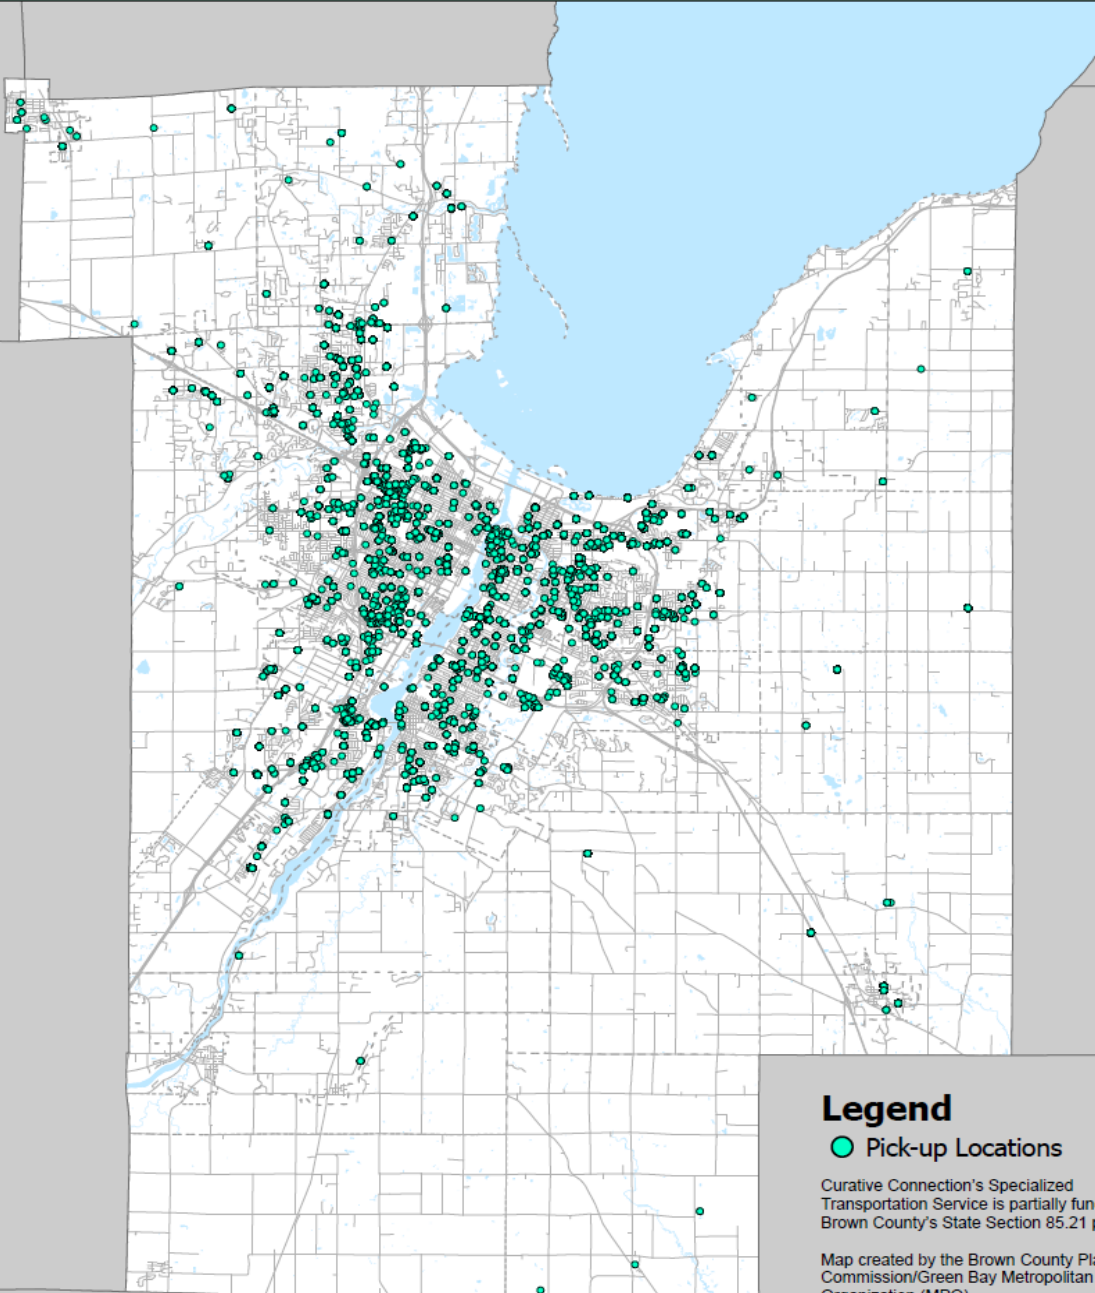 Legend
Pick-up Locations
Curative Connection's Specialized
Transportation Service is partially
Brown County's State Section 85.21
Map created by the Brown County
Commission/Green Bay Metropolitan